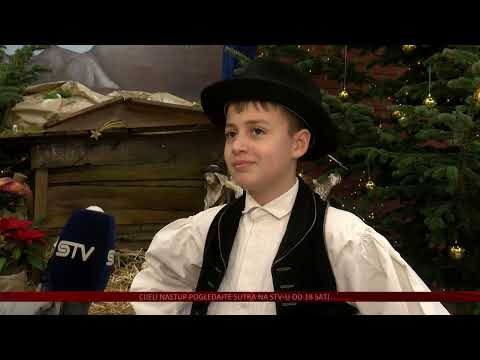 STV
CIJELI NASTUP POGLEDAJTE SUTRA NA STV-U OD 18 SATI